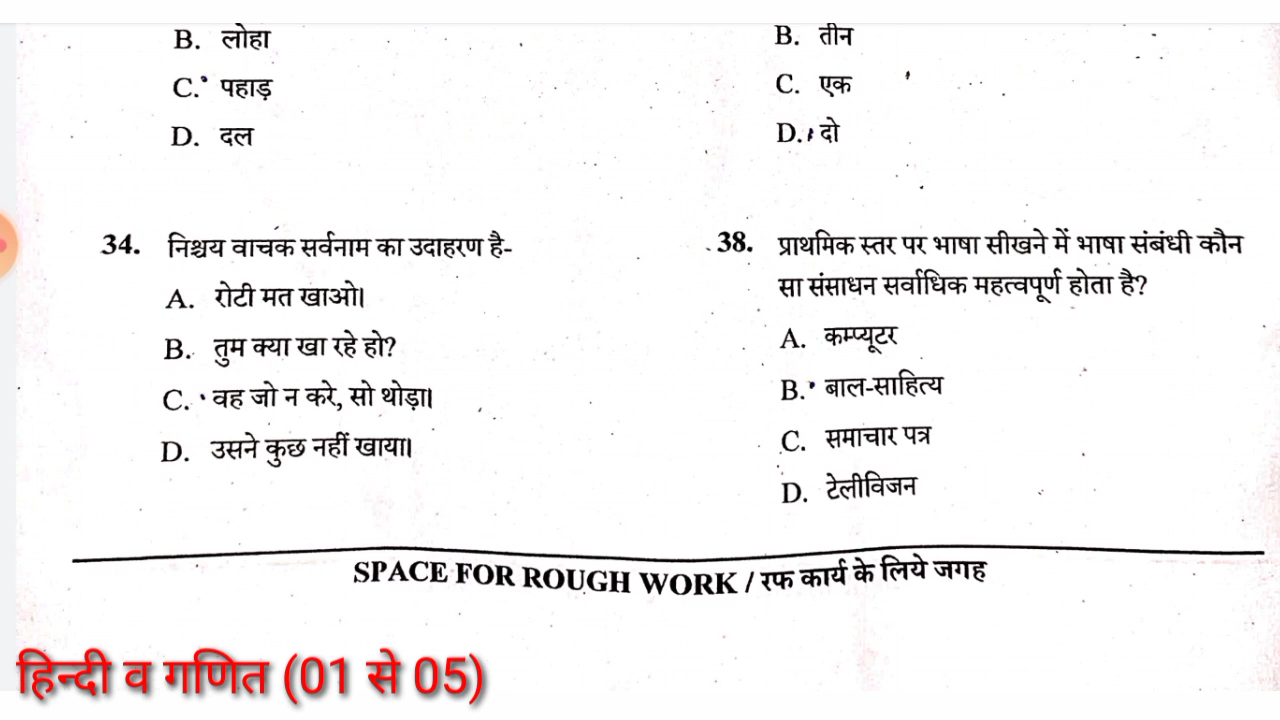 B. लोहा
C. पहाड़
D. दल
34. निश्चय वाचक सर्वनाम का उदाहरण है-
A. रोटी मत खाओ।
B. तुम क्या खा रहे हो?
C. वह जो न करे, सो थोड़ा।
D. उसने कुछ नहीं खाया।
B. तीन
C. एक
D. दो
38. प्राथमिक स्तर पर भाषा सीखने में भाषा संबंधी कौन
सा संसाधन सर्वाधिक महत्वपूर्ण होता है?
A. कम्प्यूटर
B. बाल-साहित्य
C. समाचार पत्र
D. टेलीविजन
SPACE FOR ROUGH WORK / रफ कार्य के लिये जगह
हिन्दी व गणित (01 से 05)